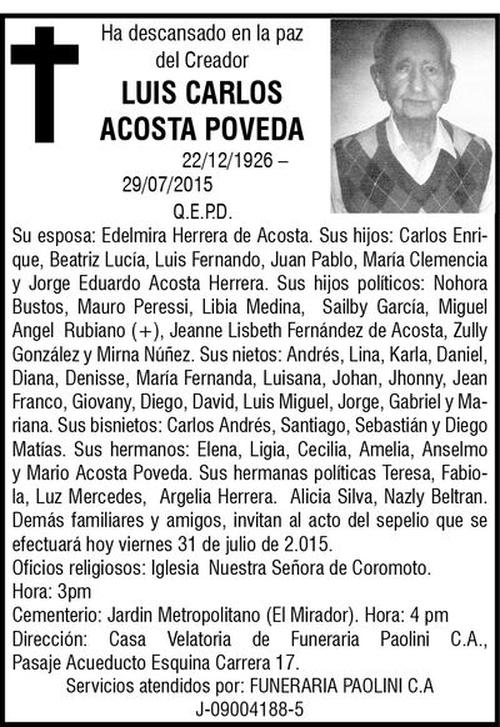 Ha descansado en la paz
del Creador
LUIS CARLOS
ACOSTA POVEDA
22/12/1926 –
29/07/2015
Q.E.P.D.
Su esposa: Edelmira Herrera de Acosta. Sus hijos: Carlos Enri-
que, Beatriz Lucía, Luis Fernando, Juan Pablo, María Clemencia
y Jorge Eduardo Acosta Herrera. Sus hijos políticos: Nohora
Bustos, Mauro Peressi, Libia Medina, Sailby García, Miguel
Angel Rubiano (+), Jeanne Lisbeth Fernández de Acosta, Zully
González y Mirna Núñez. Sus nietos: Andrés, Lina, Karla, Daniel,
Diana, Denisse, María Fernanda, Luisana, Johan, Jhonny, Jean
Franco, Giovany, Diego, David, Luis Miguel, Jorge, Gabriel y Ma-
riana. Sus bisnietos: Carlos Andrés, Santiago, Sebastián y Diego
Matías. Sus hermanos: Elena, Ligia, Cecilia, Amelia, Anselmo
y Mario Acosta Poveda. Sus hermanas políticas Teresa, Fabio-
la, Luz Mercedes, Argelia Herrera. Alicia Silva, Nazly Beltran.
Demás familiares y amigos, invitan al acto del sepelio que se
efectuará hoy viernes 31 de julio de 2.015.
Oficios religiosos: Iglesia Nuestra Señora de Coromoto.
Hora: 3pm
Cementerio: Jardin Metropolitano (El Mirador). Hora: 4 pm
Dirección: Casa Velatoria de Funeraria Paolini C.A.,
Pasaje Acueducto Esquina Carrera 17.
Servicios atendidos por: FUNERARIA PAOLINI C.A
J-09004188-5